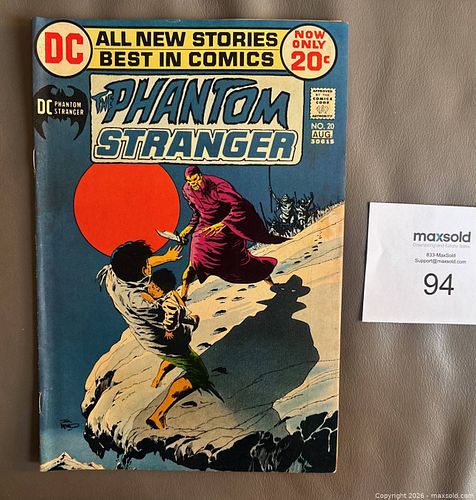 DC
ALL NEW STORIES
BEST IN COMICS
NOW
ONLY
20¢
DC PHANTOM
STRANGER
THE PHANTOM
STRANGER
APPROVED
BY THE
COMICS
CODE
NO. 20
AUG
30615
maxsold
833-MaxSold
Support@maxsold.com
94
Copyright 2026 - maxsold.com